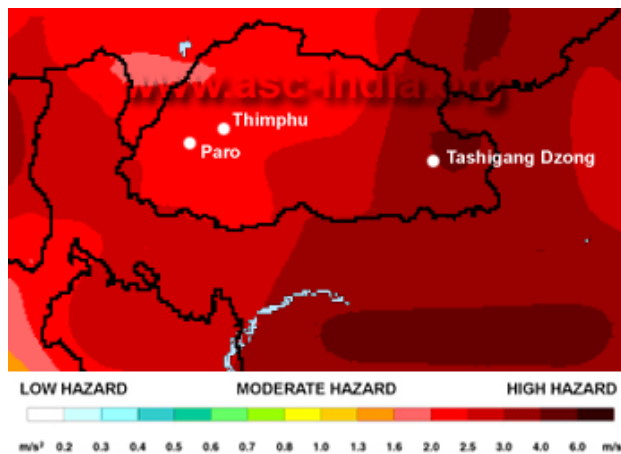 www.asc-india.org
Thimphu
Paro
Tashigang Dzong
LOW HAZARD MODERATE HAZARD HIGH HAZARD
m/s² 0.2 0.3 0.4 0.5 0.6 0.7 0.8 1.0 1.3 1.6 2.0 2.5 3.0 4.0 6.0 m/s